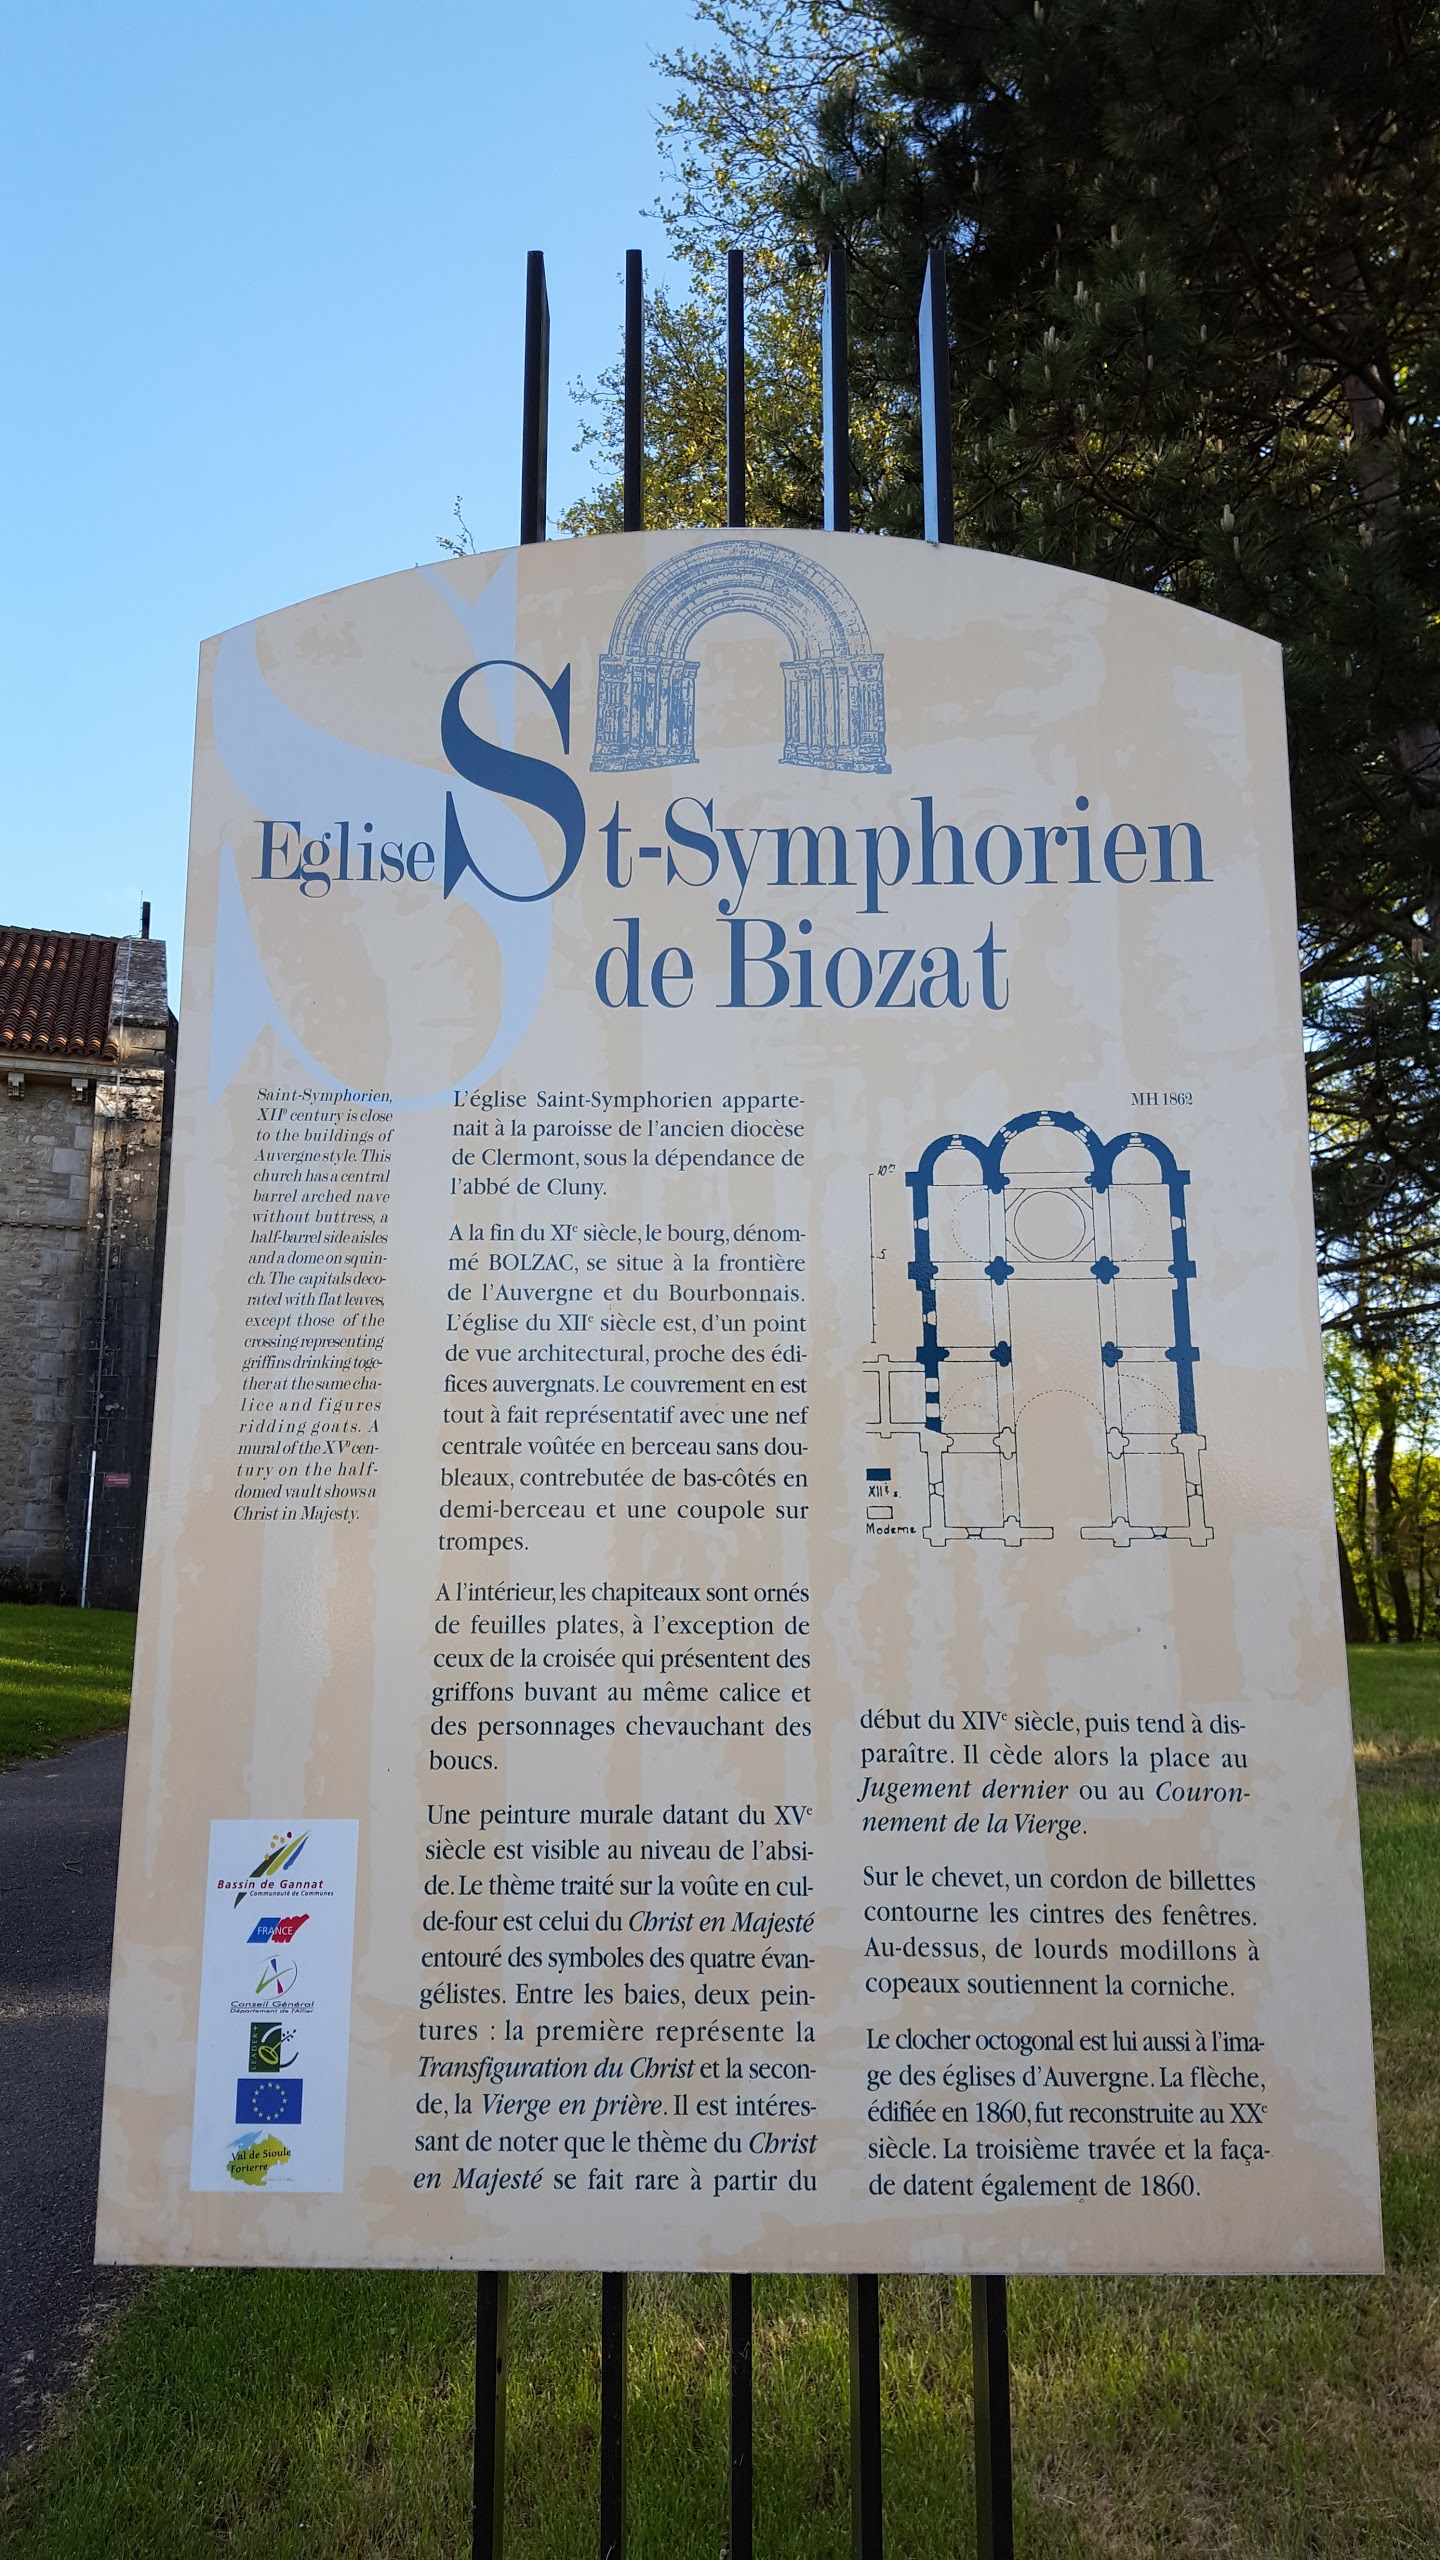 Eglise St-Symphorien
de Biozat
Saint-Symphorien,
XIIº century is close
to the buildings of
Auvergne style. This
church has a central
barrel arched nave
without buttress, a
half-barrel side aisles
and a dome on squin-
ch. The capitals deco-
rated with flat leaves,
except those of the
crossing representing
griffins drinking toge-
ther at the same cha-
lice and figures
ridding goats. A
mural of the XVº cen-
tury on the half-
domed vault shows a
Christ in Majesty.
L'église Saint-Symphorien apparte-
nait à la paroisse de l'ancien diocèse
de Clermont, sous la dépendance de
l'abbé de Cluny.
A la fin du XIe siècle, le bourg, dénom-
mé BOLZAC, se situe à la frontière
de l'Auvergne et du Bourbonnais.
L'église du XIIe siècle est, d'un point
de vue architectural, proche des édi-
fices auvergnats. Le couvrement en est
tout à fait représentatif avec une nef
centrale voûtée en berceau sans dou-
bleaux, contrebutée de bas-côtés en
demi-berceau et une coupole sur
trompes.
A l'intérieur, les chapiteaux sont ornés
de feuilles plates, à l'exception de
ceux de la croisée qui présentent des
griffons buvant au même calice et
des personnages chevauchant des
boucs.
Une peinture murale datant du XVe
siècle est visible au niveau de l'absi-
de. Le thème traité sur la voûte en cul-
de-four est celui du Christ en Majesté
entouré des symboles des quatre évan-
gélistes. Entre les baies, deux pein-
tures : la première représente la
Transfiguration du Christ et la secon-
de, la Vierge en prière. Il est intéres-
sant de noter que le thème du Christ
en Majesté se fait rare à partir du
MH 1862
10m
5
XIIe s.
Moderne
début du XIVe siècle, puis tend à dis-
paraître. Il cède alors la place au
Jugement dernier ou au Couron-
nement de la Vierge.
Sur le chevet, un cordon de billettes
contourne les cintres des fenêtres.
Au-dessus, de lourds modillons à
copeaux soutiennent la corniche.
Le clocher octogonal est lui aussi à l'ima-
ge des églises d'Auvergne. La flèche,
édifiée en 1860, fut reconstruite au XXe
siècle. La troisième travée et la faça-
de datent également de 1860.
Bassin de Gannat
Communauté de Communes
FRANCE
Conseil Général
Département de l'Allier
LEADER+
Val de Sioule
Forterre